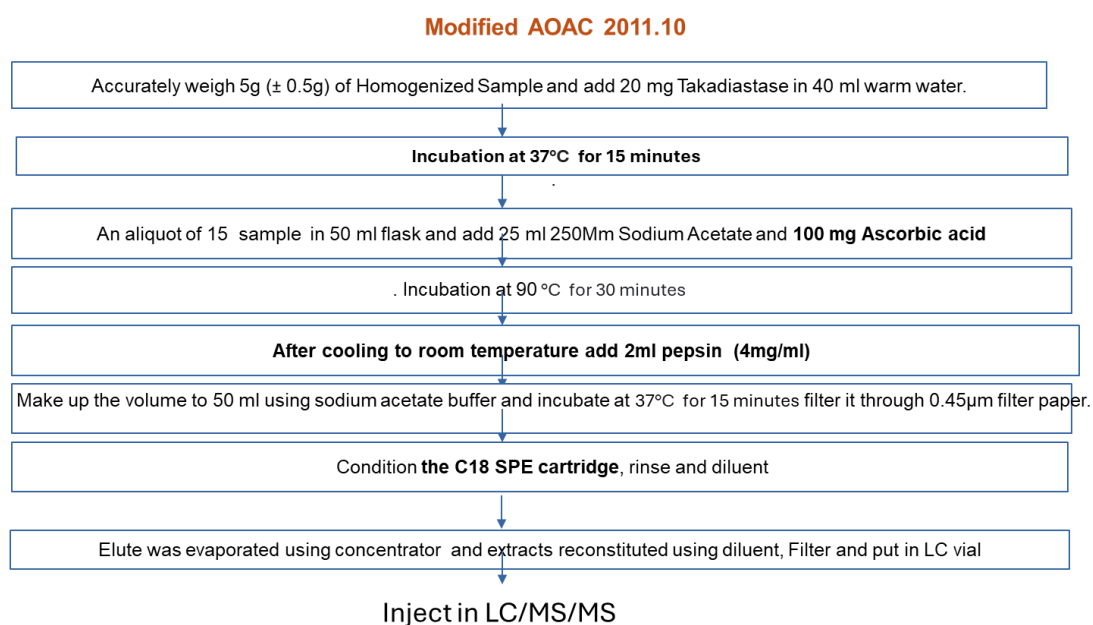 Modified AOAC 2011.10
Accurately weigh 5g (± 0.5g) of Homogenized Sample and add 20 mg Takadiastase in 40 ml warm water.
Incubation at 37ºC for 15 minutes
.
An aliquot of 15 sample in 50 ml flask and add 25 ml 250Mm Sodium Acetate and 100 mg Ascorbic acid
. Incubation at 90 ºC for 30 minutes
After cooling to room temperature add 2ml pepsin (4mg/ml)
Make up the volume to 50 ml using sodium acetate buffer and incubate at 37ºC for 15 minutes filter it through 0.45µm filter paper.
Condition the C18 SPE cartridge, rinse and diluent
Elute was evaporated using concentrator and extracts reconstituted using diluent, Filter and put in LC vial
Inject in LC/MS/MS